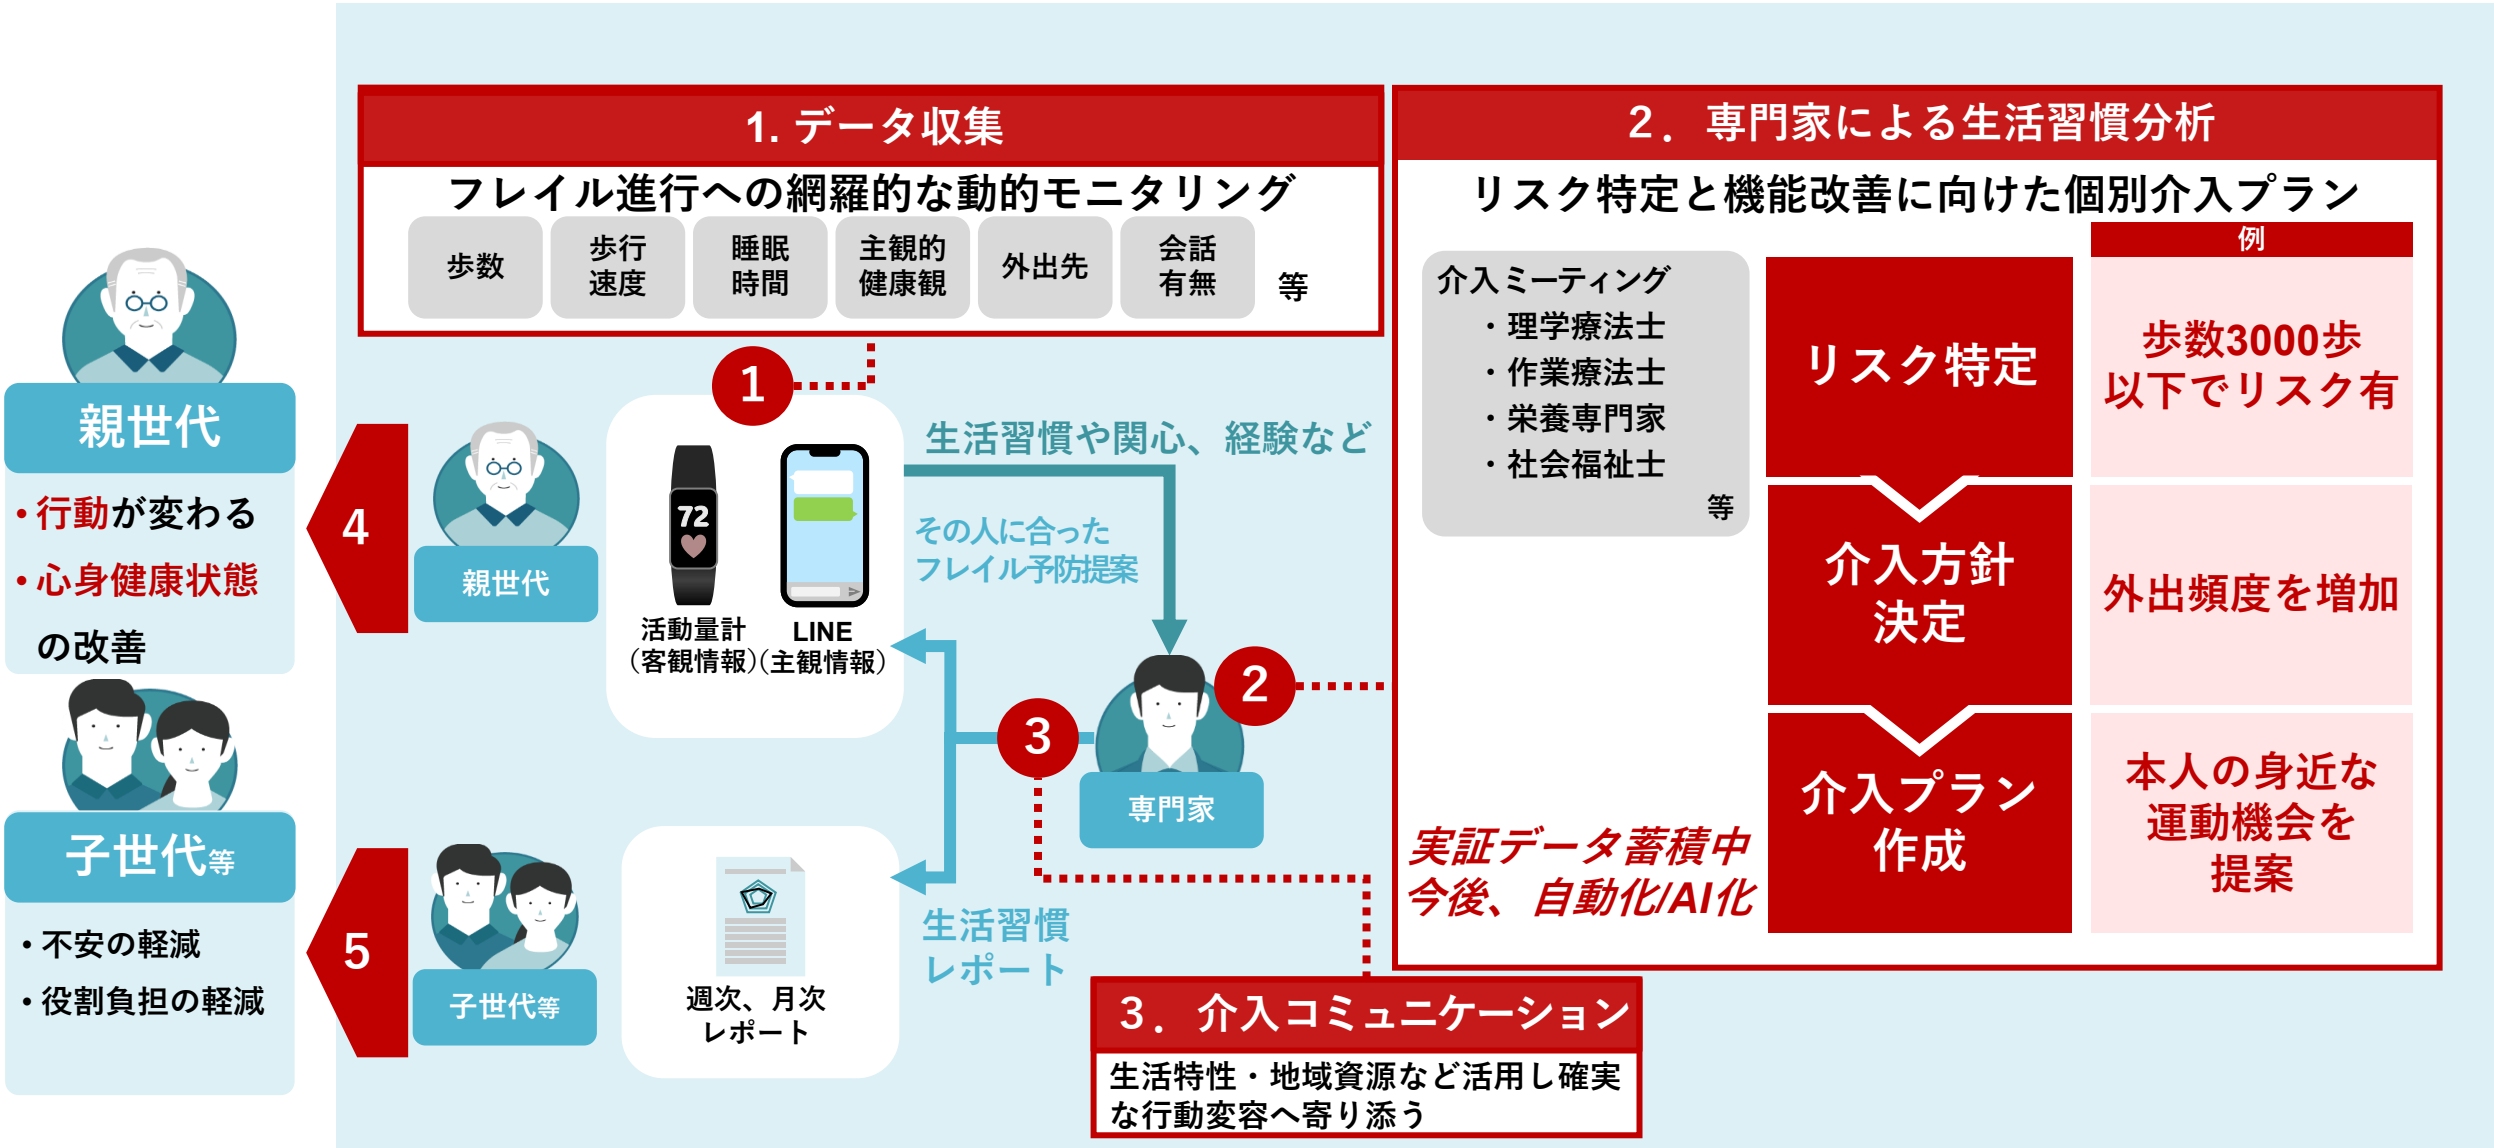 1. データ収集
フレイル進行への網羅的な動的モニタリング
歩数
歩行
速度
睡眠
時間
主観的
健康観
外出先
会話
有無
等
2．専門家による生活習慣分析
リスク特定と機能改善に向けた個別介入プラン
介入ミーティング
・理学療法士
・作業療法士
・栄養専門家
・社会福祉士
等
例
リスク特定
歩数3000歩
以下でリスク有
介入方針
決定
外出頻度を増加
介入プラン
作成
本人の身近な
運動機会を
提案
実証データ蓄積中
今後、自動化/AI化
親世代
・行動が変わる
・心身健康状態
の改善
子世代等
・不安の軽減
・役割負担の軽減
4
親世代
1
72
活動量計
（客観情報）
LINE
（主観情報）
生活習慣や関心、経験など
その人に合った
フレイル予防提案
2
3
専門家
5
子世代等
週次、月次
レポート
生活習慣
レポート
3．介入コミュニケーション
生活特性・地域資源など活用し確実
な行動変容へ寄り添う